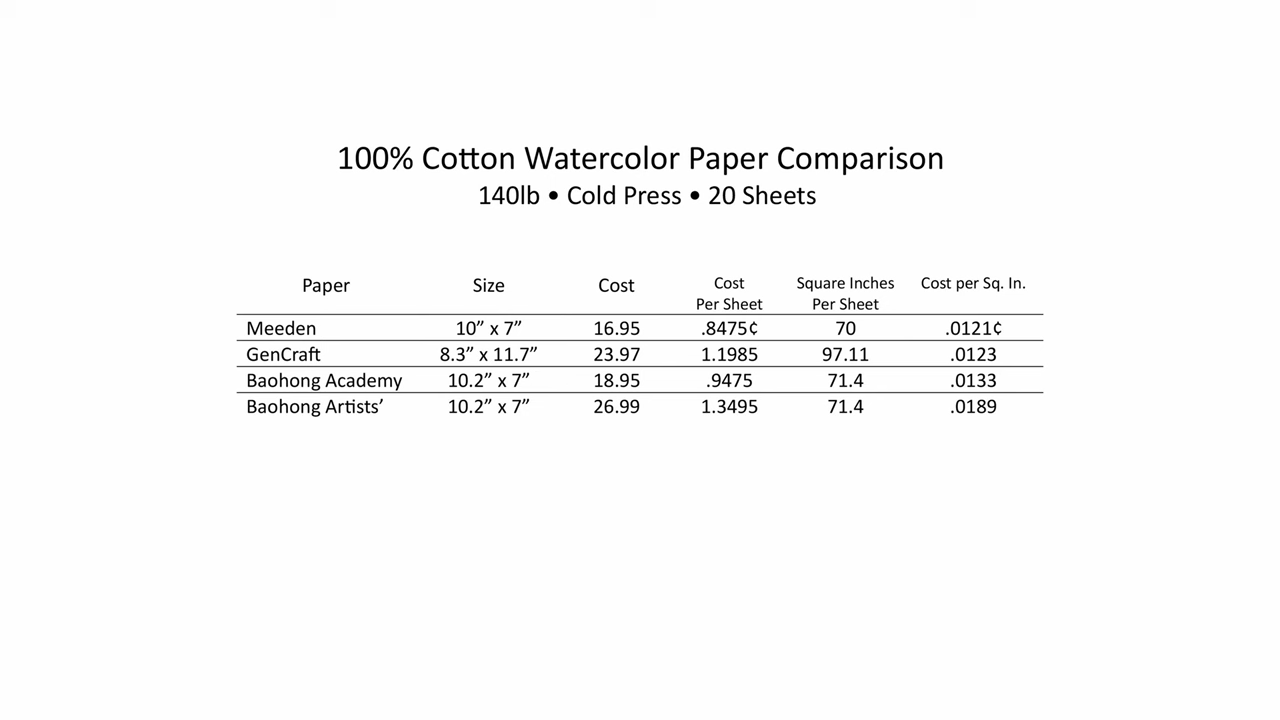 100% Cotton Watercolor Paper Comparison
140lb • Cold Press • 20 Sheets
Paper Size Cost Cost Per Sheet Square Inches Per Sheet Cost per Sq. In.
Meeden 10” x 7” 16.95 .8475¢ 70 .0121¢
GenCraft 8.3” x 11.7” 23.97 1.1985 97.11 .0123
Baohong Academy 10.2” x 7” 18.95 .9475 71.4 .0133
Baohong Artists’ 10.2” x 7” 26.99 1.3495 71.4 .0189